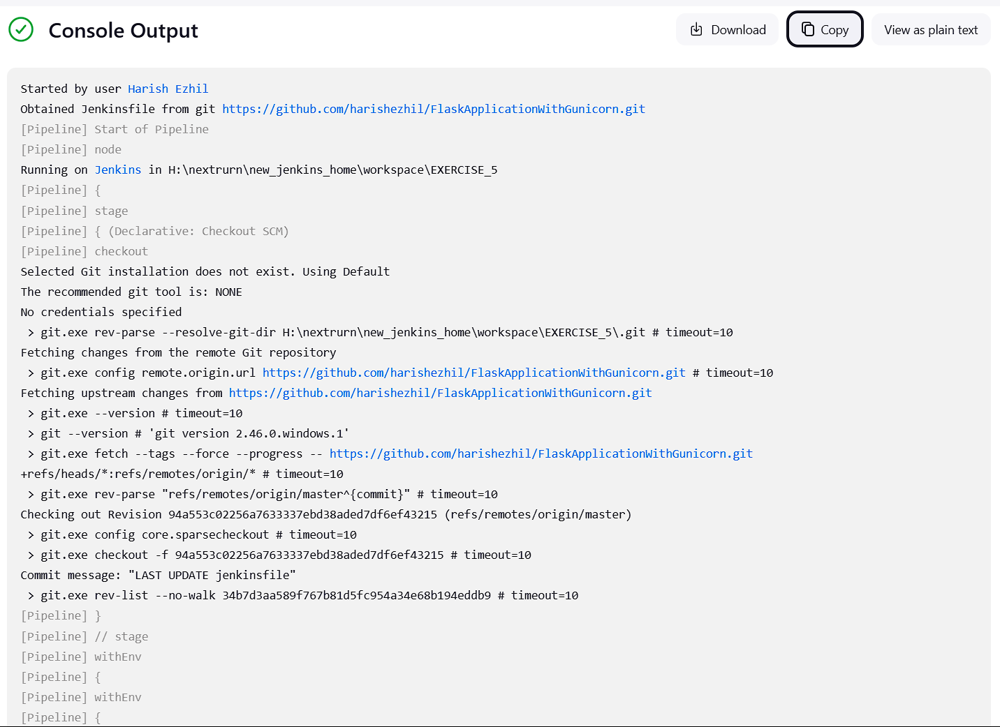 Console Output
Download
Copy
View as plain text
Started by user Harish Ezhil
Obtained Jenkinsfile from git https://github.com/harishezhil/FlaskApplicationWithGunicorn.git
[Pipeline] Start of Pipeline
[Pipeline] node
Running on Jenkins in H:\nextrurn\new_jenkins_home\workspace\EXERCISE_5
[Pipeline] {
[Pipeline] stage
[Pipeline] { (Declarative: Checkout SCM)
[Pipeline] checkout
Selected Git installation does not exist. Using Default
The recommended git tool is: NONE
No credentials specified
 > git.exe rev-parse --resolve-git-dir H:\nextrurn\new_jenkins_home\workspace\EXERCISE_5\.git # timeout=10
Fetching changes from the remote Git repository
 > git.exe config remote.origin.url https://github.com/harishezhil/FlaskApplicationWithGunicorn.git # timeout=10
Fetching upstream changes from https://github.com/harishezhil/FlaskApplicationWithGunicorn.git
 > git.exe --version # timeout=10
 > git --version # 'git version 2.46.0.windows.1'
 > git.exe fetch --tags --force --progress -- https://github.com/harishezhil/FlaskApplicationWithGunicorn.git
+refs/heads/*:refs/remotes/origin/* # timeout=10
 > git.exe rev-parse "refs/remotes/origin/master^{commit}" # timeout=10
Checking out Revision 94a553c02256a7633337ebd38aded7df6ef43215 (refs/remotes/origin/master)
 > git.exe config core.sparsecheckout # timeout=10
 > git.exe checkout -f 94a553c02256a7633337ebd38aded7df6ef43215 # timeout=10
Commit message: "LAST UPDATE jenkinsfile"
 > git.exe rev-list --no-walk 34b7d3aa589f767b81d5fc954a34e68b194eddb9 # timeout=10
[Pipeline] }
[Pipeline] // stage
[Pipeline] withEnv
[Pipeline] {
[Pipeline] withEnv
[Pipeline] {